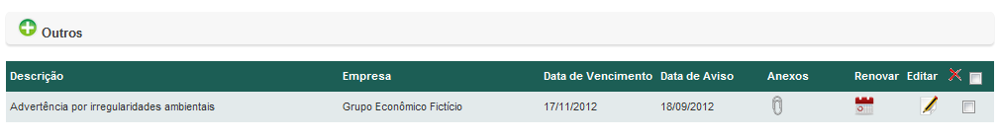 Outros
Descrição Empresa Data de Vencimento Data de Aviso Anexos Renovar Editar
Advertência por irregularidades ambientais Grupo Econômico Fictício 17/11/2012 18/09/2012